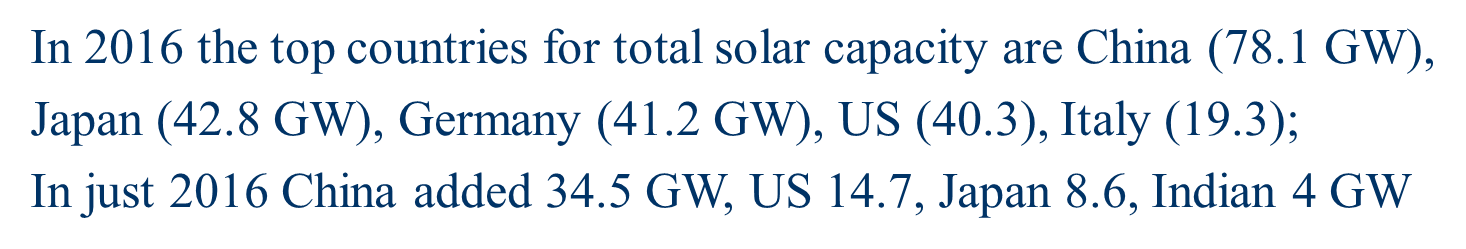 In 2016 the top countries for total solar capacity are China (78.1 GW),
Japan (42.8 GW), Germany (41.2 GW), US (40.3), Italy (19.3);
In just 2016 China added 34.5 GW, US 14.7, Japan 8.6, Indian 4 GW